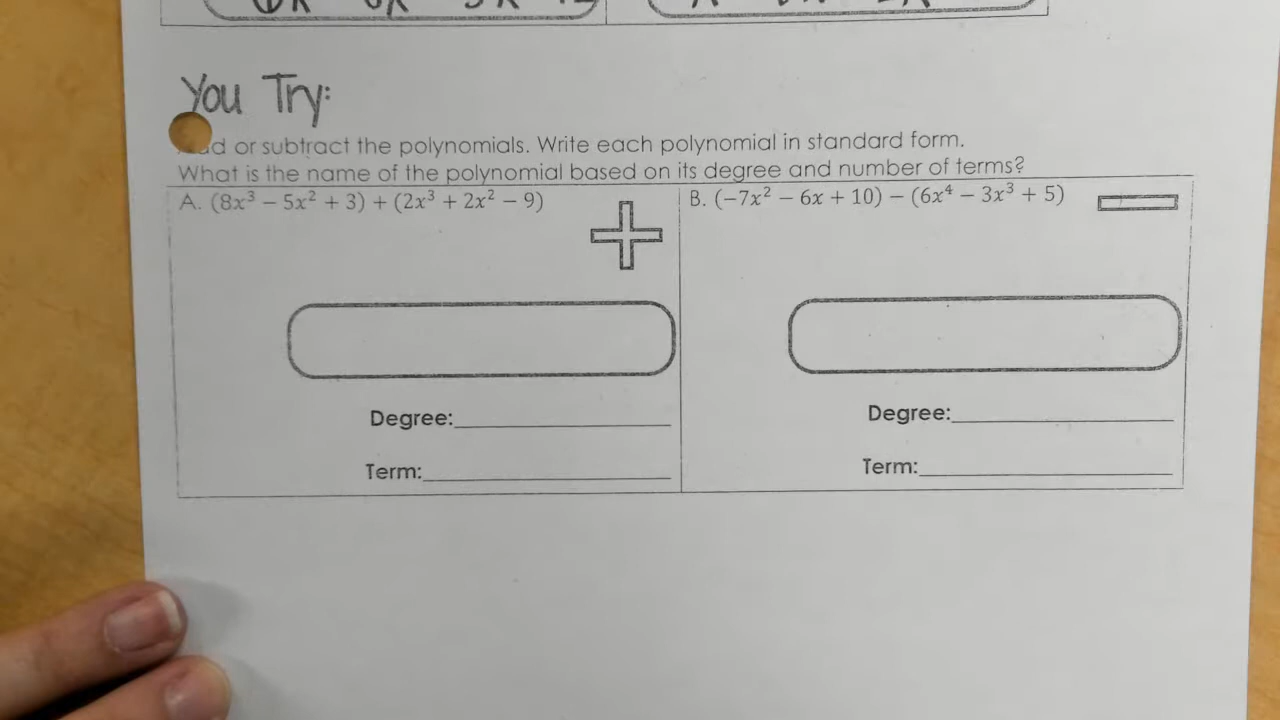 You Try:
or subtract the polynomials. Write each polynomial in standard form.
What is the name of the polynomial based on its degree and number of terms?
A. (8x³ − 5x² + 3) + (2x³ + 2x² − 9)
B. (−7x² − 6x + 10) − (6x⁴ − 3x³ + 5)
Degree:
Term:
Degree:
Term: